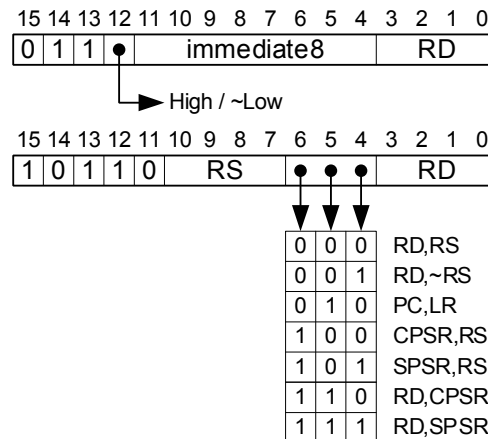 15 14 13 12 11 10 9 8 7 6 5 4 3 2 1 0
0 1 1 immediate8 RD
High / ~Low
15 14 13 12 11 10 9 8 7 6 5 4 3 2 1 0
1 0 1 1 0 RS RD
0 0 0 RD,RS
0 0 1 RD,~RS
0 1 0 PC,LR
1 0 0 CPSR,RS
1 0 1 SPSR,RS
1 1 0 RD,CPSR
1 1 1 RD,SPSR